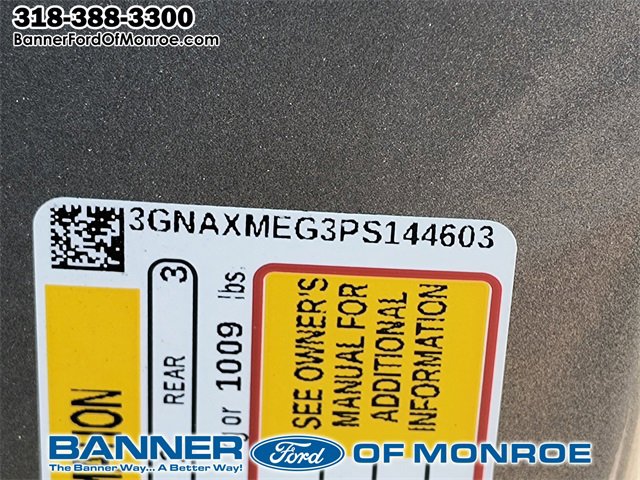 318-388-3300
BannerFordOfMonroe.com
3GNAXMEG3PS144603
REAR 3
g or 1009 lbs.
SEE OWNER'S
MANUAL FOR
ADDITIONAL
INFORMATION
BANNER Ford OF MONROE
The Banner Way... A Better Way!